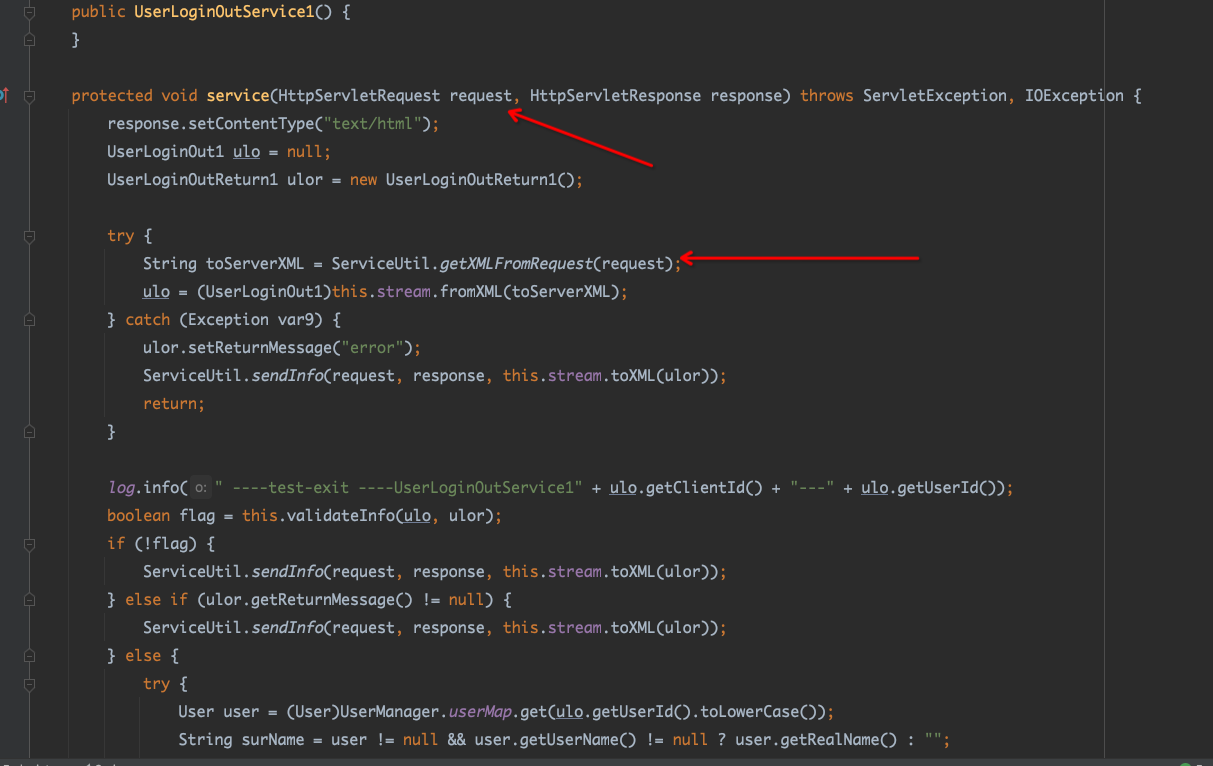 public UserLoginOutService1() {
}
protected void service(HttpServletRequest request, HttpServletResponse response) throws ServletException, IOException {
response.setContentType("text/html");
UserLoginOut1 ulo = null;
UserLoginOutReturn1 ulor = new UserLoginOutReturn1();
try {
String toServerXML = ServiceUtil.getXMLFromRequest(request);
ulo = (UserLoginOut1)this.stream.fromXML(toServerXML);
} catch (Exception var9) {
ulor.setReturnMessage("error");
ServiceUtil.sendInfo(request, response, this.stream.toXML(ulor));
return;
}
log.info( o: " ----test-exit ----UserLoginOutService1" + ulo.getClientId() + "---" + ulo.getUserId());
boolean flag = this.validateInfo(ulo, ulor);
if (!flag) {
ServiceUtil.sendInfo(request, response, this.stream.toXML(ulor));
} else if (ulor.getReturnMessage() != null) {
ServiceUtil.sendInfo(request, response, this.stream.toXML(ulor));
} else {
try {
User user = (User)UserManager.userMap.get(ulo.getUserId().toLowerCase());
String surName = user != null && user.getUserName() != null ? user.getRealName() : "";